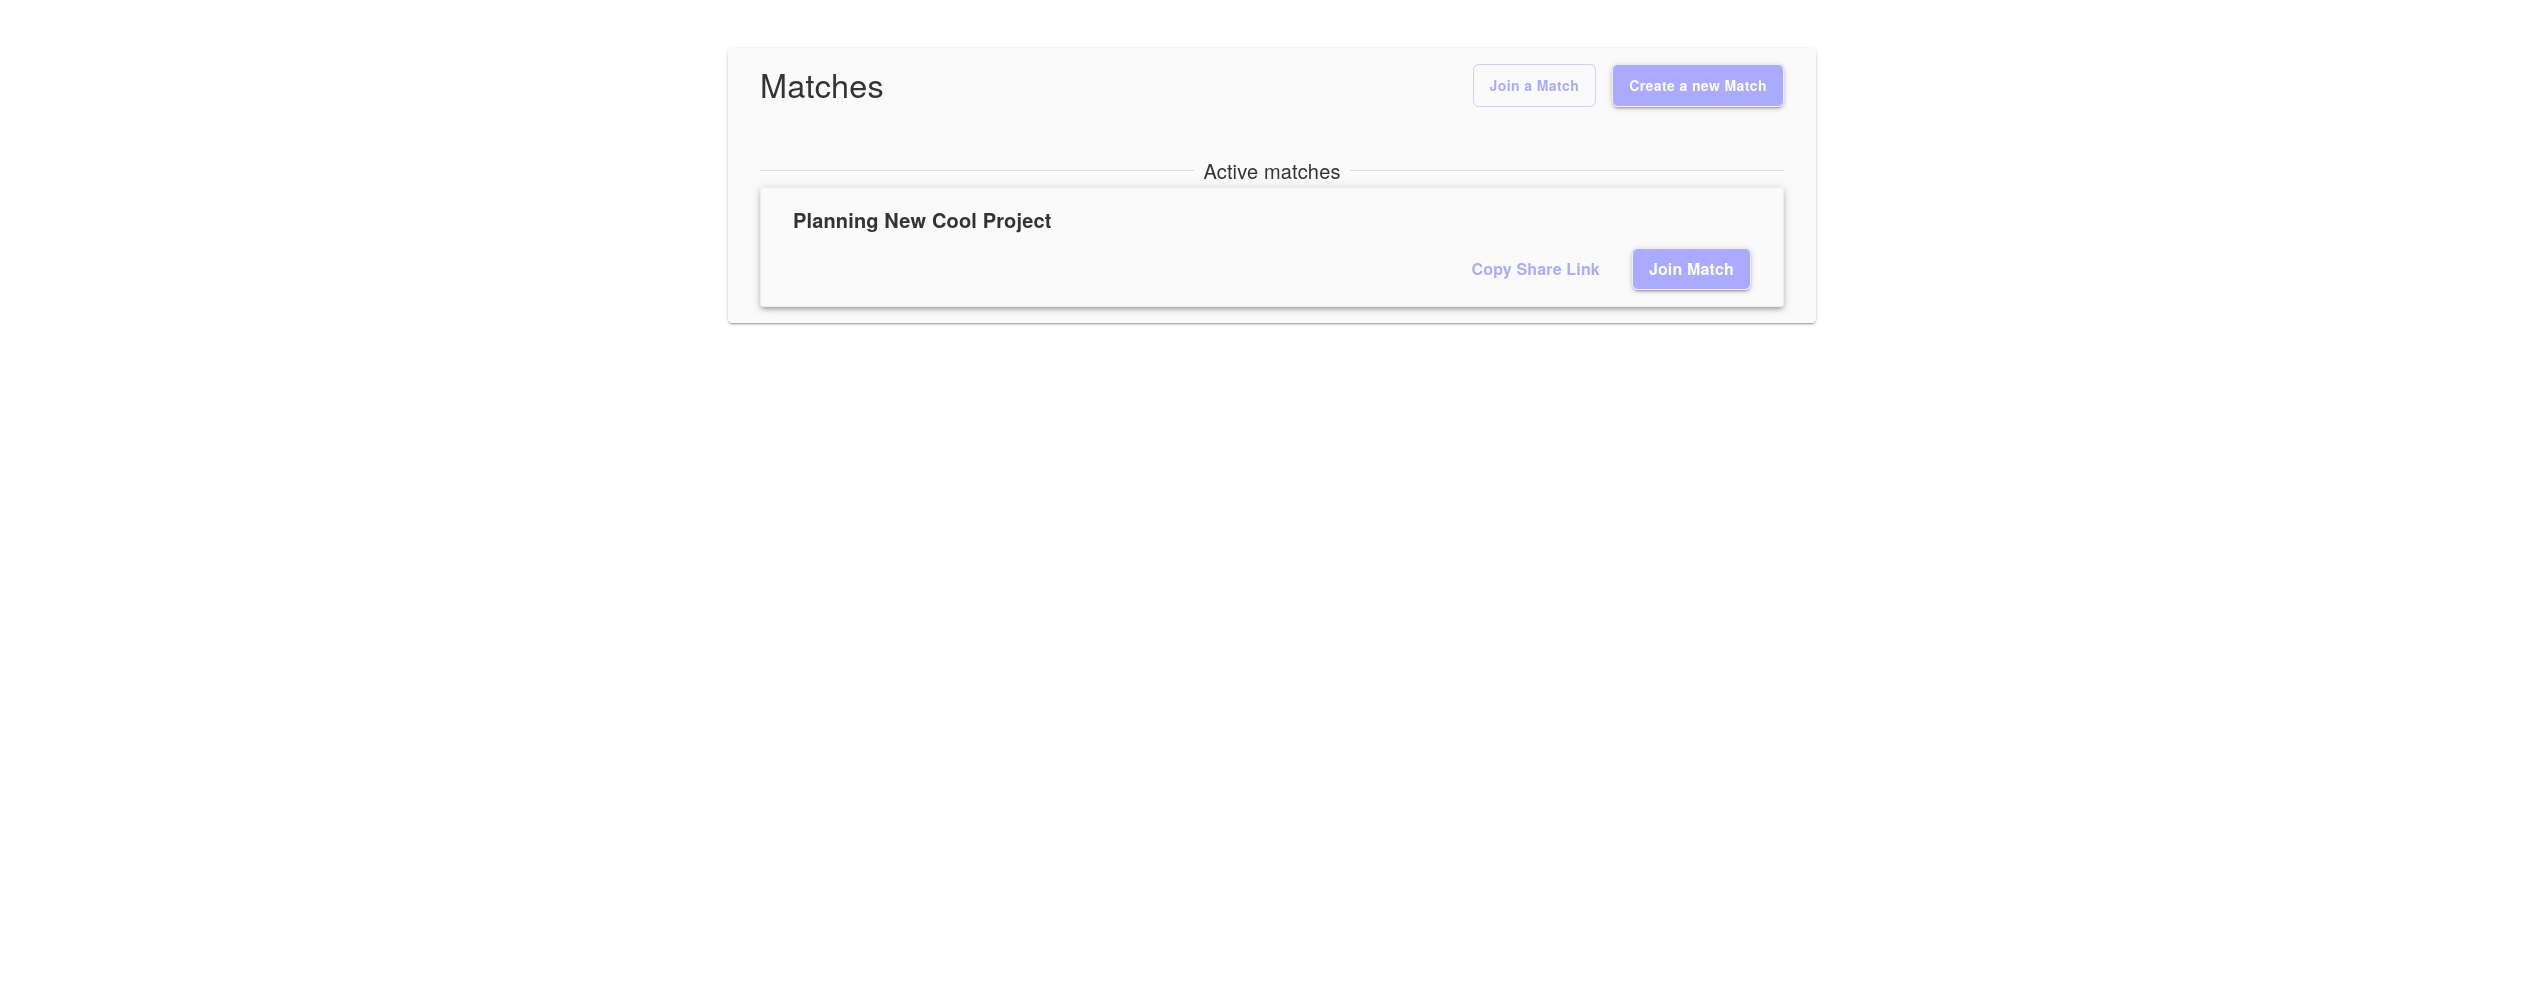 Matches
Join a Match
Create a new Match
Active matches
Planning New Cool Project
Copy Share Link
Join Match